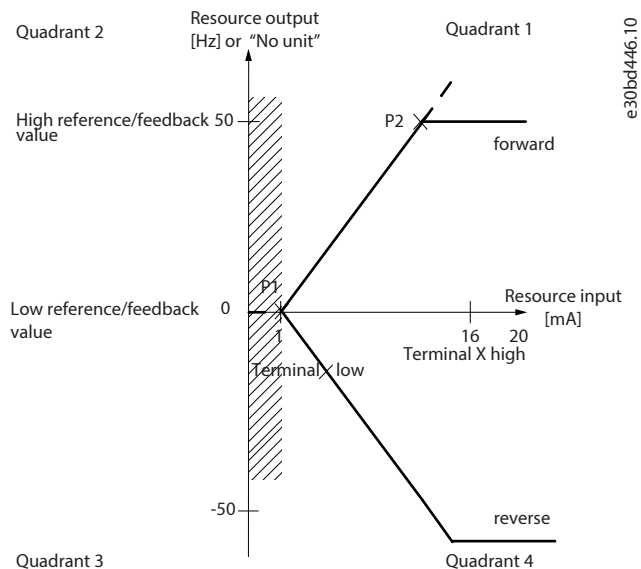 Quadrant 2
Resource output
[Hz] or “No unit”
Quadrant 1
e30bd446.10
High reference/feedback 50
value
P2
forward
P1
Low reference/feedback 0
value
Resource input
[mA]
1
16 20
Terminal X high
Terminal low
-50
reverse
Quadrant 3
Quadrant 4